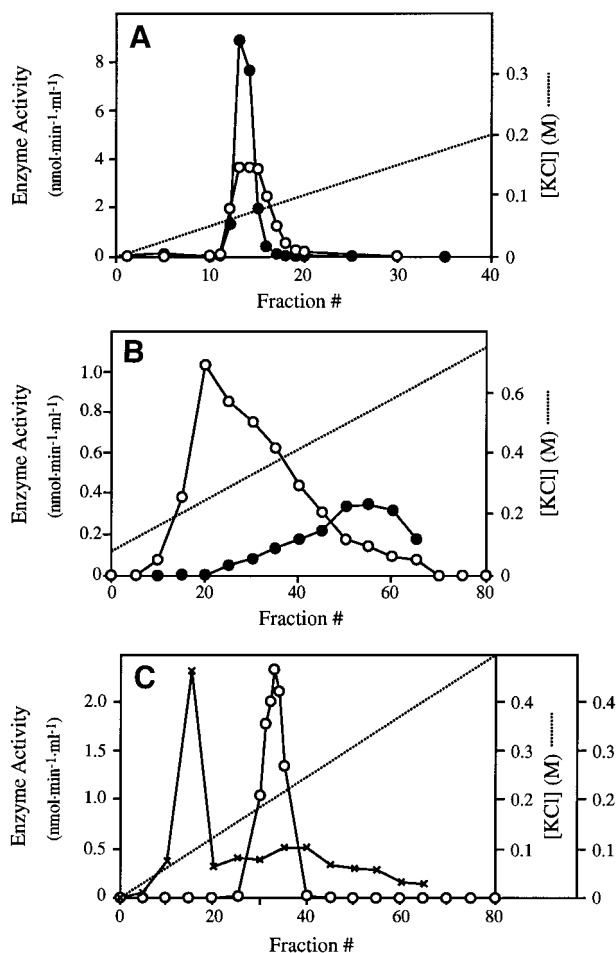 A
Enzyme Activity
(nmol·min-1·ml-1)
8
6
4
2
0
0.3
0.2
0.1
0
[KCl] (M) ........
0 10 20 30 40
Fraction #
B
Enzyme Activity
(nmol·min-1·ml-1)
1.0
0.8
0.6
0.4
0.2
0
0.6
0.4
0.2
0
[KCl] (M) ........
0 20 40 60 80
Fraction #
C
Enzyme Activity
(nmol·min-1·ml-1)
2.0
1.5
1.0
0.5
0
0.4
0.3
0.2
0.1
0
[KCl] (M) ........
0.4
0.3
0.2
0.1
0
0 20 40 60 80
Fraction #